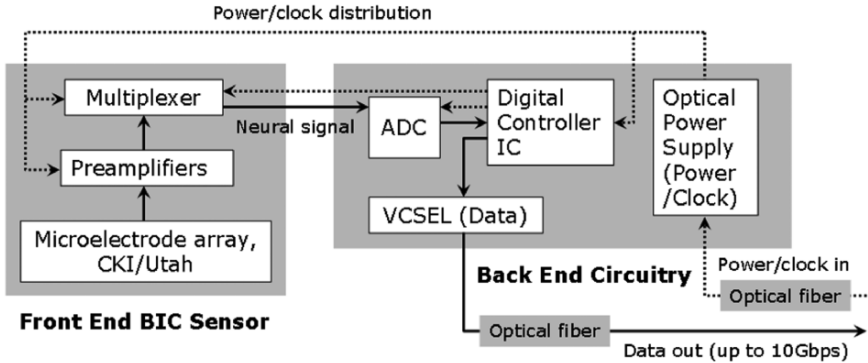 Power/clock distribution
Multiplexer
Neural signal
ADC
Digital
Controller
IC
Optical
Power
Supply
(Power
/Clock)
Preamplifiers
VCSEL (Data)
Microelectrode array,
CKI/Utah
Back End Circuitry
Power/clock in
Optical fiber
Front End BIC Sensor
Optical fiber
Data out (up to 10Gbps)